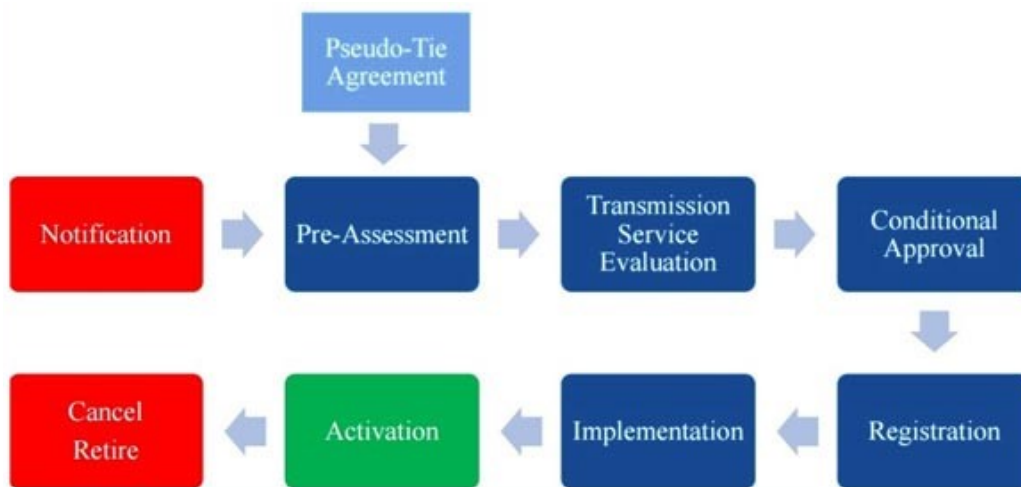 Pseudo-Tie
Agreement
Notification
Pre-Assessment
Transmission
Service
Evaluation
Conditional
Approval
Cancel
Retire
Activation
Implementation
Registration